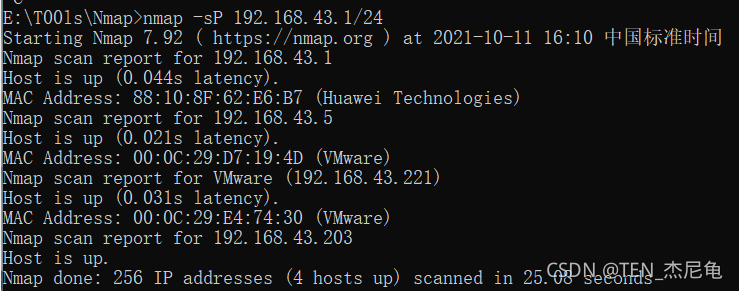 E:\T00ls\Nmap>nmap -sP 192.168.43.1/24
Starting Nmap 7.92 ( https://nmap.org ) at 2021-10-11 16:10 中国标准时间
Nmap scan report for 192.168.43.1
Host is up (0.044s latency).
MAC Address: 88:10:8F:62:E6:B7 (Huawei Technologies)
Nmap scan report for 192.168.43.5
Host is up (0.021s latency).
MAC Address: 00:0C:29:D7:19:4D (VMware)
Nmap scan report for VMware (192.168.43.221)
Host is up (0.031s latency).
MAC Address: 00:0C:29:E4:74:30 (VMware)
Nmap scan report for 192.168.43.203
Host is up.
Nmap done: 256 IP addresses (4 hosts up) scanned in 25.08 seconds
CSDN @TEN_杰尼龟